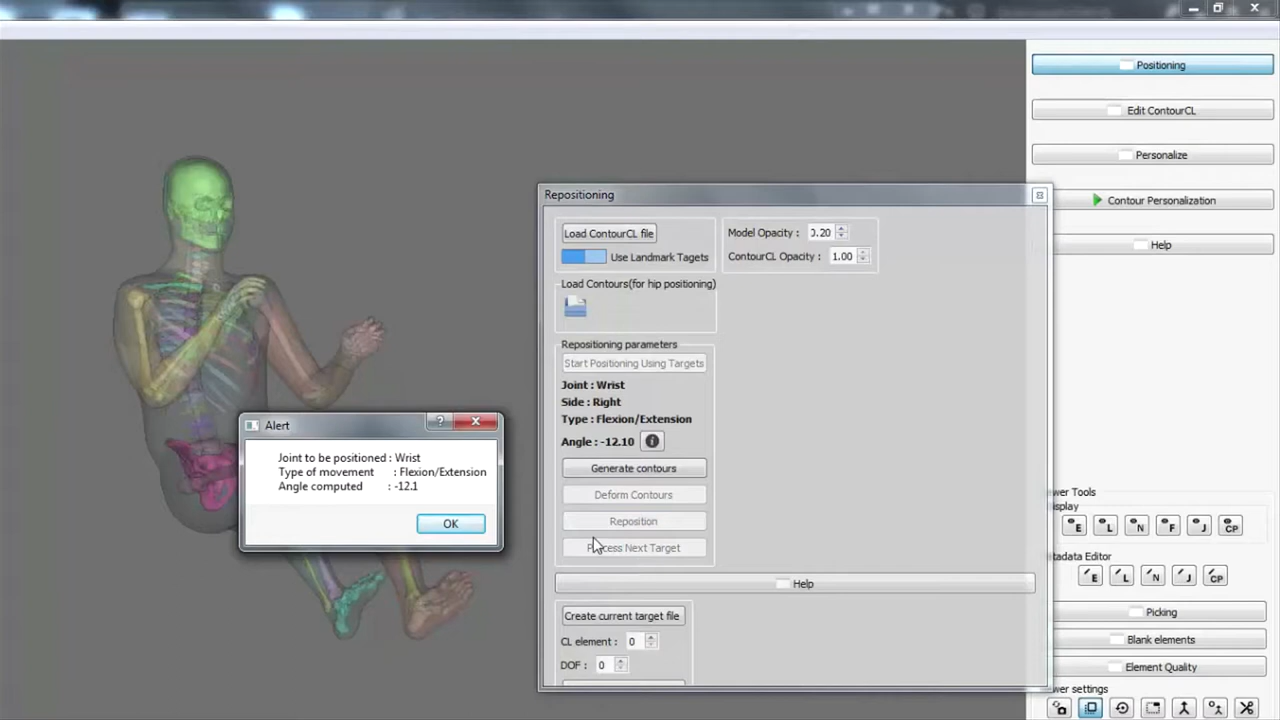 Positioning
Edit ContourCL
Personalize
Contour Personalization
Help
Repositioning
Load ContourCL file
Use Landmark Tagets
Model Opacity :
ContourCL Opacity : 1.00
Load Contours(for hip positioning)
Repositioning parameters
Start Positioning Using Targets
Joint : Wrist
Side : Right
Type : Flexion/Extension
Angle : -12.10
Generate contours
Deform Contours
Reposition
Next Target
Help
Create current target file
CL element : 0
DOF : 0
Alert
Joint to be positioned : Wrist
Type of movement : Flexion/Extension
Angle computed : -12.1
OK
Tools
E L N F J CP
Editor
E L N J CP
Picking
Blank elements
Element Quality
settings